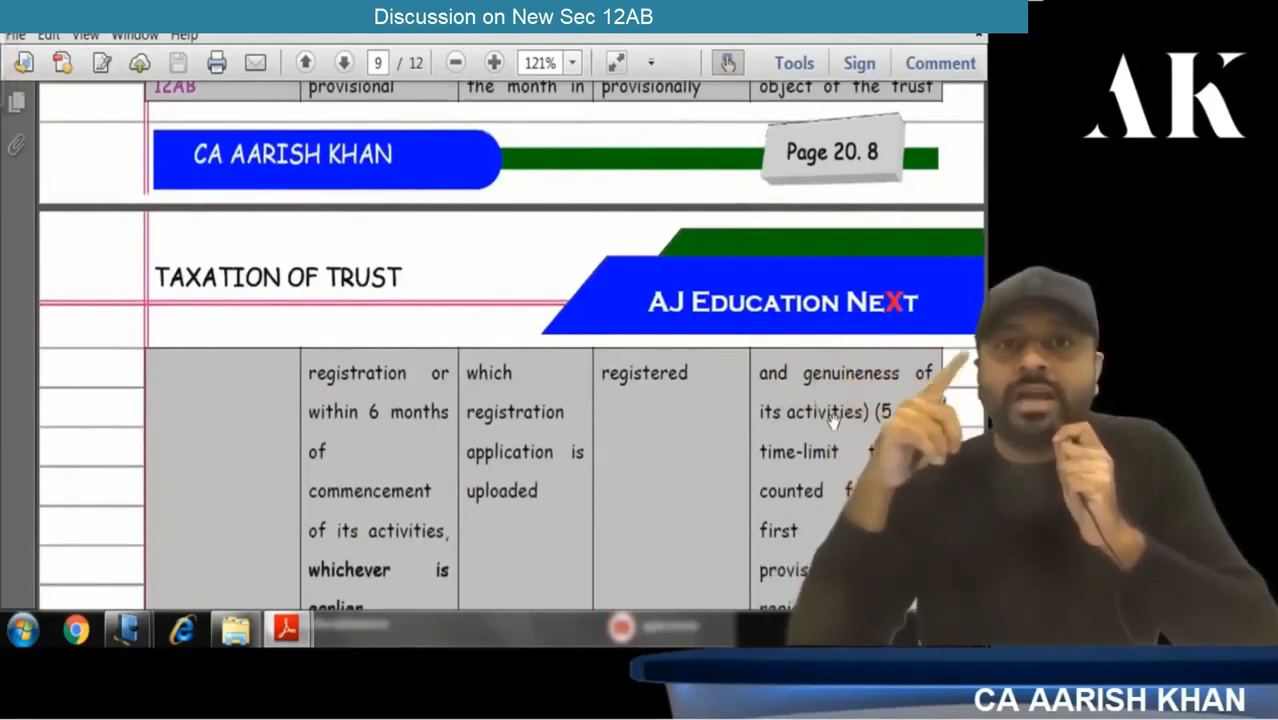 Discussion on New Sec 12AB
File Edit View Window Help
9 / 12
121%
Tools
Sign
Comment
AK
12AB
provisional
the month in
provisionally
object of the trust
CA AARISH KHAN
Page 20. 8
TAXATION OF TRUST
AJ EDUCATION NEXT
registration or
within 6 months
of
commencement
of its activities,
whichever is
earlier
which
registration
application is
uploaded
registered
and genuineness of
its activities) (5
time-limit
counted
first
CA AARISH KHAN